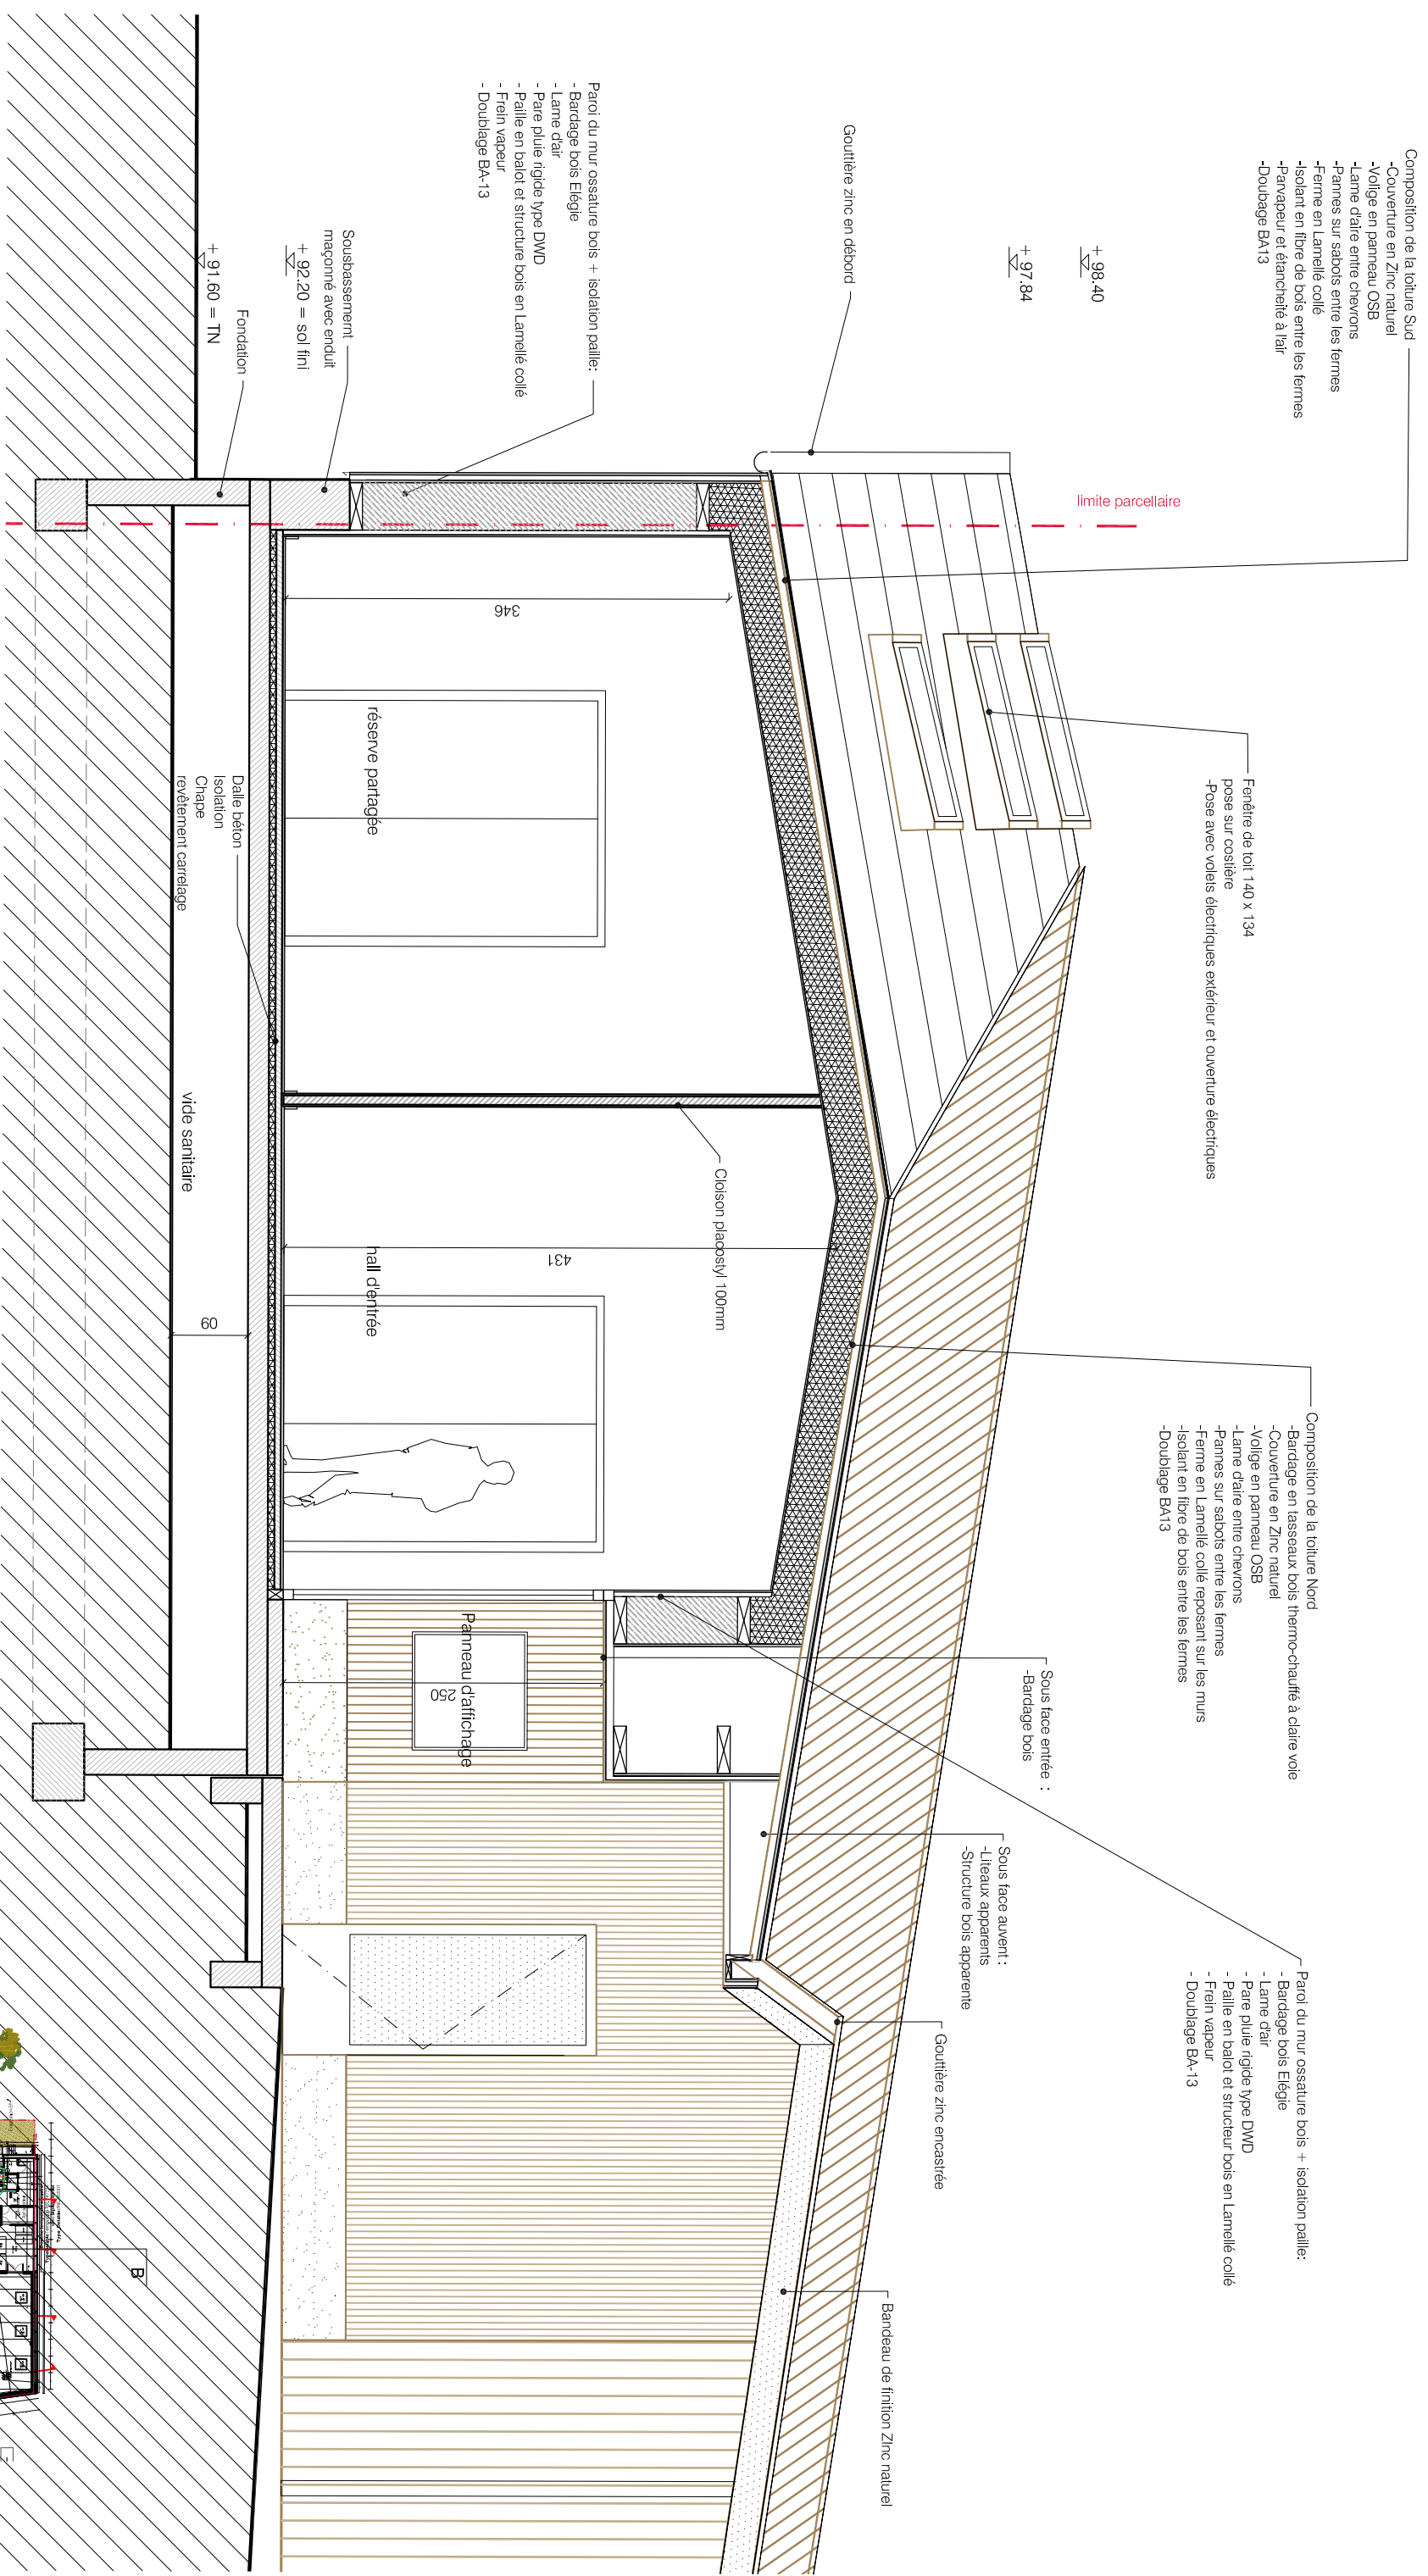 Composition de la toiture Sud
-Couverture en Zinc naturel
-Volige en panneau OSB
-Lame d'aire entre chevrons
-Pannes sur sabots entre les fermes
-Ferme en Lamellé collé
-Isolant en fibre de bois entre les fermes
-Parvapeur et étancheité à l'air
-Doubage BA13
+ 98.40
+ 97.84
limite parcellaire
Fenêtre de toit 140 x 134
pose sur costière
-Pose avec volets électriques extérieur et ouverture électriques
Composition de la toiture Nord
-Bardage en tasseaux bois thermo-chauffé à claire voie
-Couverture en Zinc naturel
-Volige en panneau OSB
-Lame d'aire entre chevrons
-Pannes sur sabots entre les fermes
-Ferme en Lamellé collé reposant sur les murs
-Isolant en fibre de bois entre les fermes
-Doublage BA13
Paroi du mur ossature bois + isolation paille:
- Bardage bois Elégie
- Lame d'air
- Pare pluie rigide type DWD
- Paille en balot et structeur bois en Lamellé collé
- Frein vapeur
- Doublage BA-13
Sous face entrée :
-Bardage bois
Sous face auvent :
-Liteaux apparents
-Structure bois apparente
Gouttière zinc encastrée
Bandeau de finition ZInc naturel
Gouttière zinc en débord
Paroi du mur ossature bois + isolation paille:
- Bardage bois Elégie
- Lame d'air
- Pare pluie rigide type DWD
- Paille en balot et structure bois en Lamellé collé
- Frein vapeur
- Doublage BA-13
Cloison placostyl 100mm
346
431
250
réserve partagée
hall d'entrée
Panneau d'affichage
Sousbassememt
maçonné avec enduit
+ 92.20 = sol fini
Fondation
+ 91.60 = TN
Dalle béton
Isolation
Chape
revêtement carrelage
vide sanitaire
60
B